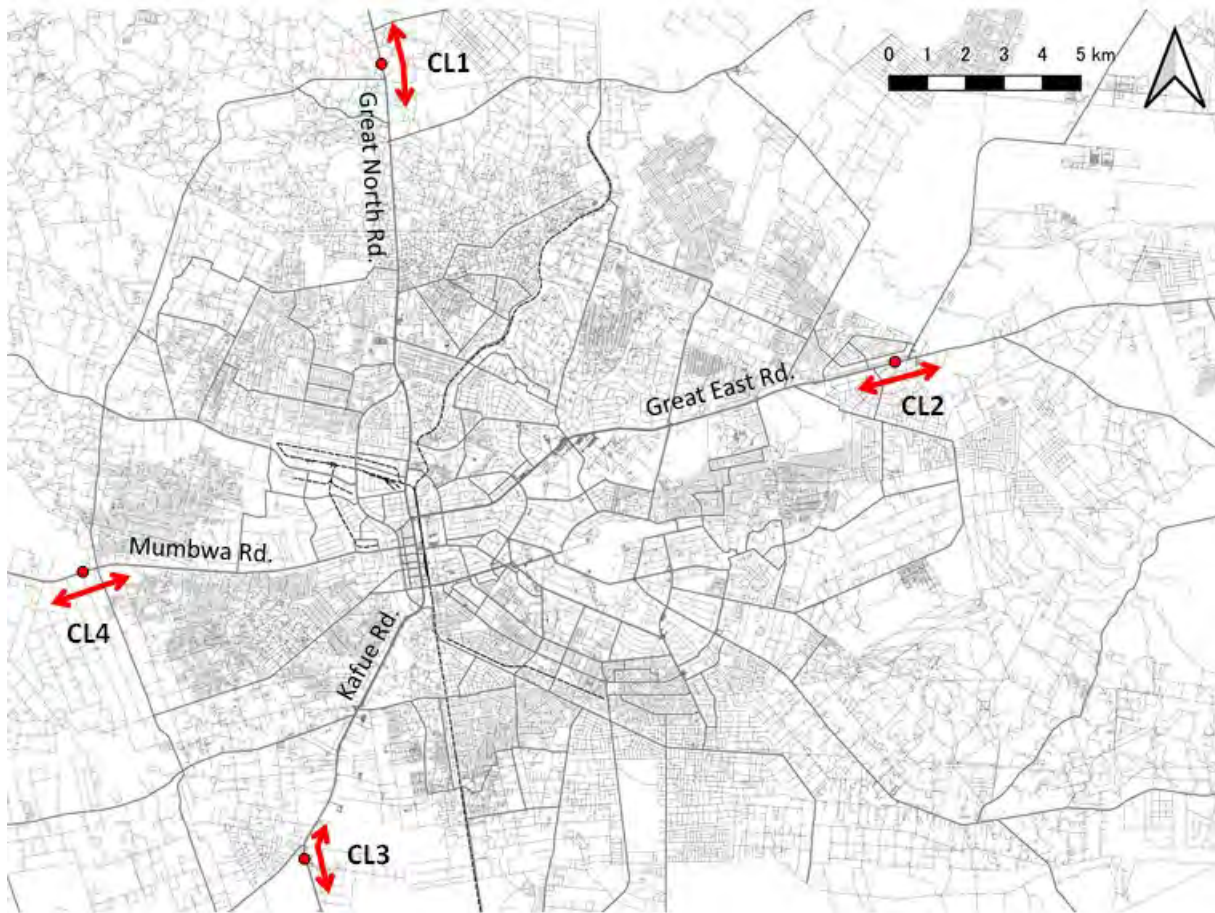 CL1
0 1 2 3 4 5 km
Great North Rd.
Great East Rd.
CL2
Mumbwa Rd.
CL4
Kafue Rd.
CL3